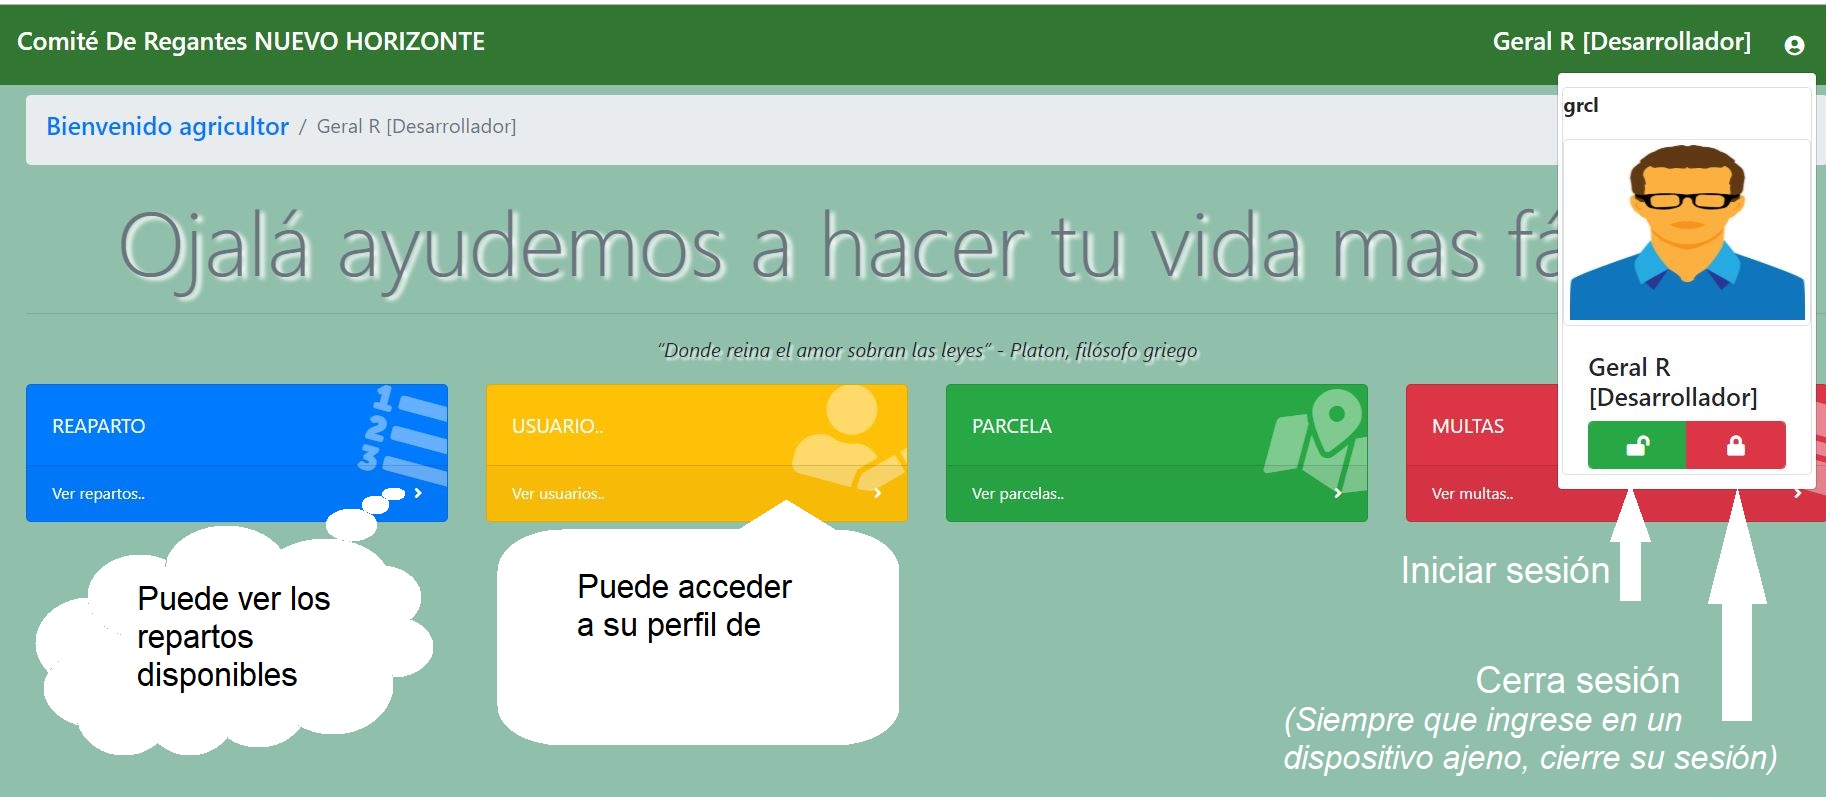 Comité De Regantes NUEVO HORIZONTE
Geral R [Desarrollador]
grcl
Bienvenido agricultor / Geral R [Desarrollador]
Ojalá ayudemos a hacer tu vida mas fá
"Donde reina el amor sobran las leyes" - Platon, filósofo griego
Geral R
[Desarrollador]
REAPARTO
1
2
3
Ver repartos..
USUARIO..
Ver usuarios..
PARCELA
Ver parcelas..
MULTAS
Ver multas..
Puede ver los
repartos
disponibles
Puede acceder
a su perfil de
Iniciar sesión
Cerra sesión
(Siempre que ingrese en un
dispositivo ajeno, cierre su sesión)